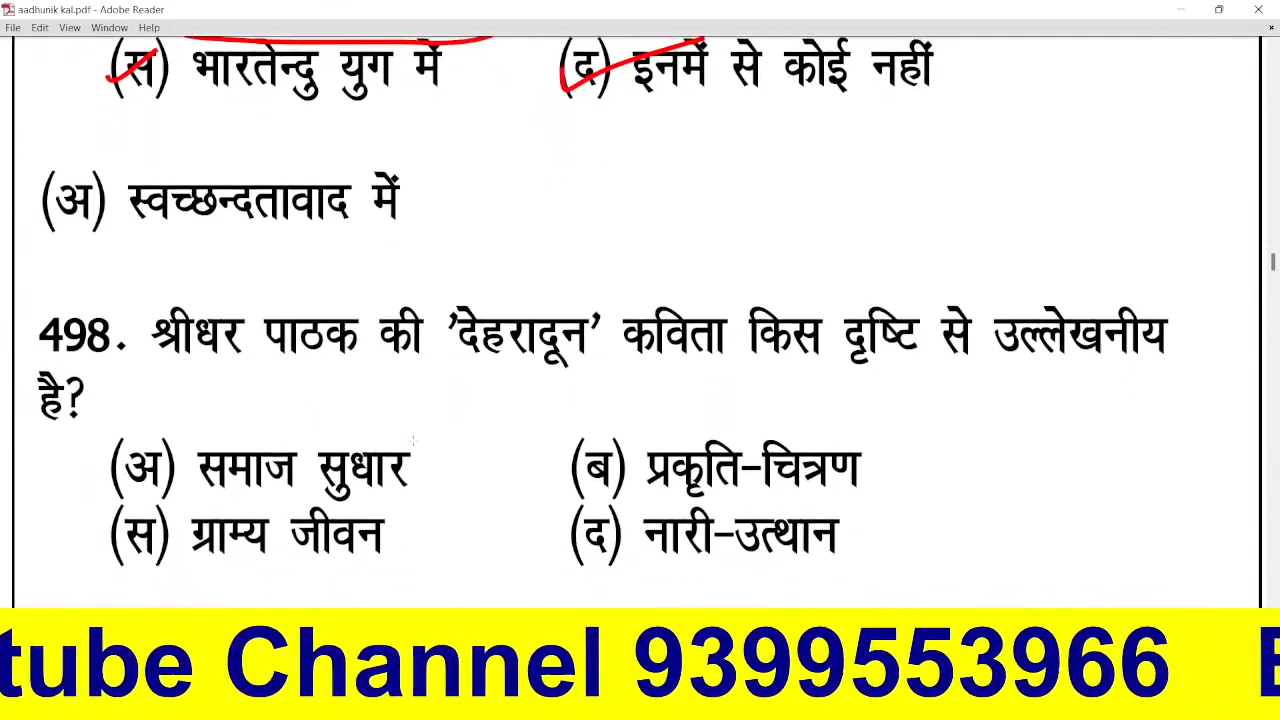 aadhunik kal.pdf - Adobe Reader
File Edit View Window Help
(स) भारतेन्दु युग में (द) इनमें से कोई नहीं
(अ) स्वच्छन्दतावाद में
498. श्रीधर पाठक की ’देहरादून’ कविता किस दृष्टि से उल्लेखनीय
है?
(अ) समाज सुधार (ब) प्रकृति-चित्रण
(स) ग्राम्य जीवन (द) नारी-उत्थान
tube Channel 9399553966